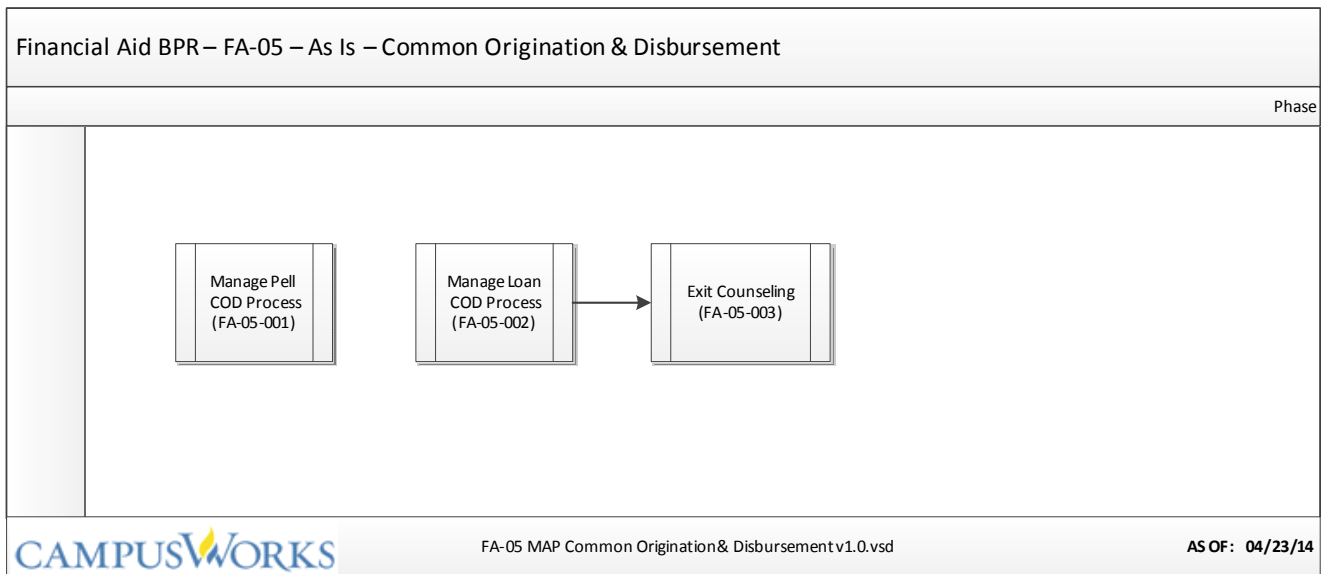 Financial Aid BPR – FA-05 – As Is – Common Origination & Disbursement
Phase
Manage Pell
COD Process
(FA-05-001)
Manage Loan
COD Process
(FA-05-002)
Exit Counseling
(FA-05-003)
CAMPUSWORKS
FA-05 MAP Common Origination & Disbursement v1.0.vsd
AS OF: 04/23/14